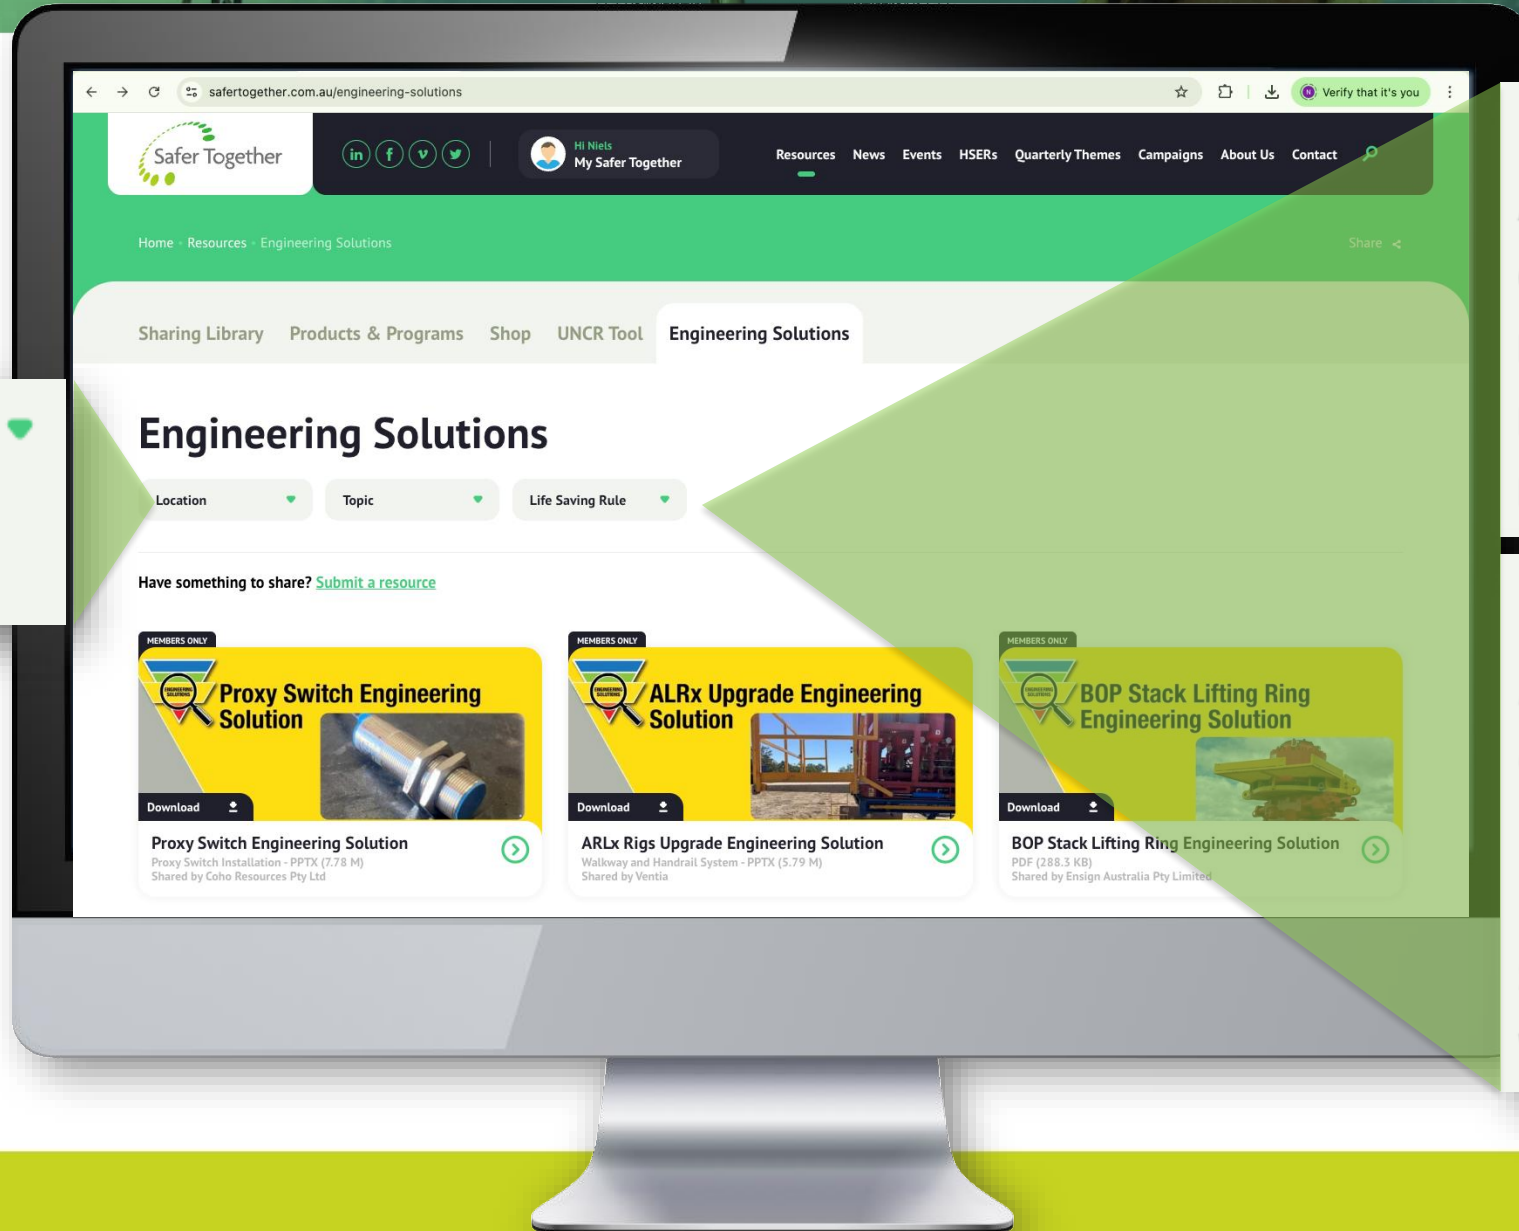 safertogether.com.au/engineering-solutions
Verify that it's you
Safer Together
Hi Niels
My Safer Together
Resources News Events HSERs Quarterly Themes Campaigns About Us Contact
Home Resources Engineering Solutions
Share
Sharing Library Products & Programs Shop UNCR Tool Engineering Solutions
Engineering Solutions
Location Topic Life Saving Rule
Have something to share? Submit a resource
MEMBERS ONLY
ENGINEERING
SOLUTIONS
Proxy Switch Engineering
Solution
Download
Proxy Switch Engineering Solution
Proxy Switch Installation - PPTX (7.78 M)
Shared by Coho Resources Pty Ltd
MEMBERS ONLY
ENGINEERING
SOLUTIONS
ALRx Upgrade Engineering
Solution
Download
ARLx Rigs Upgrade Engineering Solution
Walkway and Handrail System - PPTX (5.79 M)
Shared by Ventia
MEMBERS ONLY
ENGINEERING
SOLUTIONS
BOP Stack Lifting Ring
Engineering Solution
Download
BOP Stack Lifting Ring Engineering Solution
PDF (288.3 KB)
Shared by Ensign Australia Pty Limited